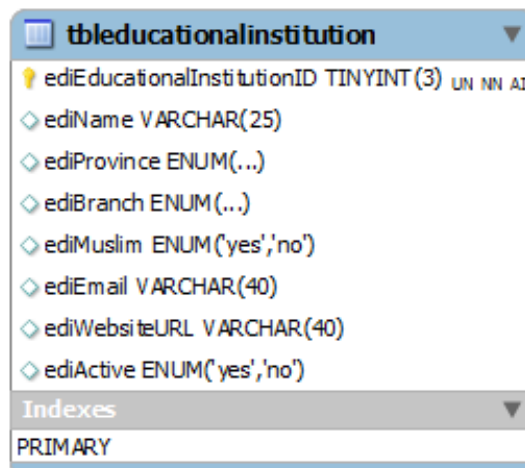 tbleducationalinstitution
ediEducationalInstitutionID TINYINT(3) UN NN AI
ediName VARCHAR(25)
ediProvince ENUM(...)
ediBranch ENUM(...)
ediMuslim ENUM('yes','no')
ediEmail VARCHAR(40)
ediWebsiteURL VARCHAR(40)
ediActive ENUM('yes','no')
Indexes
PRIMARY